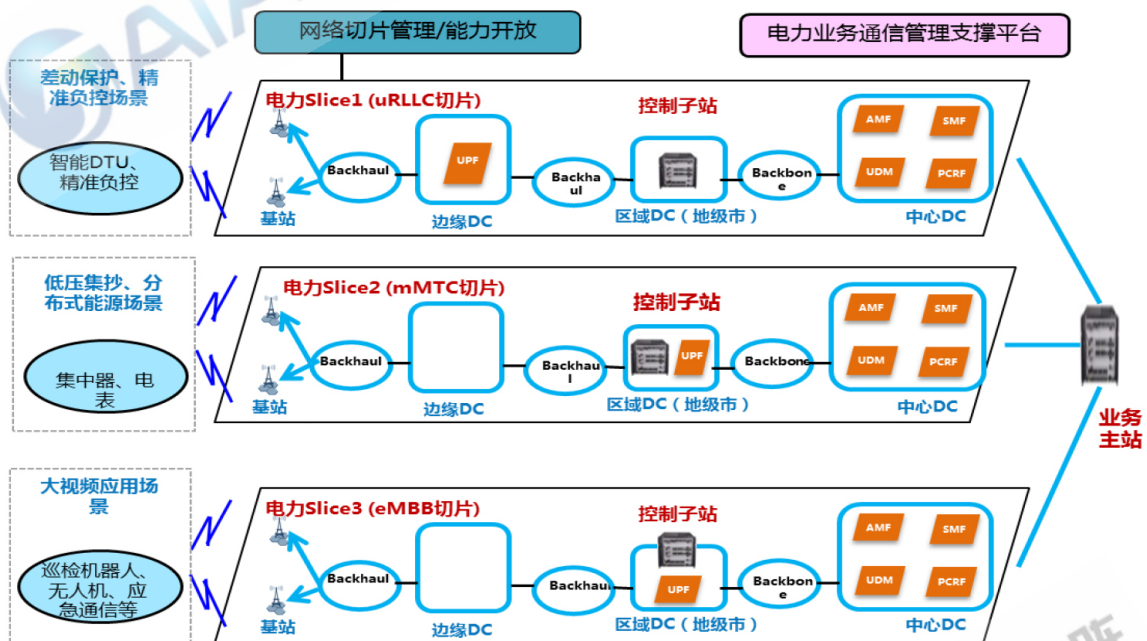 网络切片管理/能力开放
电力业务通信管理支撑平台
差动保护、精
准负控场景
智能DTU、
精准负控
电力Slice1 (uRLLC切片)
控制子站
基站
Backhaul
UPF
边缘DC
Backha
ul
区域DC（地级市）
Backbon
e
AMF
SMF
UDM
PCRF
中心DC
低压集抄、分
布式能源场景
集中器、电
表
电力Slice2 (mMTC切片)
控制子站
基站
Backhaul
边缘DC
Backhau
l
UPF
区域DC（地级市）
Backbone
AMF
SMF
UDM
PCRF
中心DC
业务
主站
大视频应用场
景
巡检机器人、
无人机、应
急通信等
电力Slice3 (eMBB切片)
控制子站
基站
Backhaul
边缘DC
Backhaul
UPF
区域DC（地级市）
Backbon
e
AMF
SMF
UDM
PCRF
中心DC